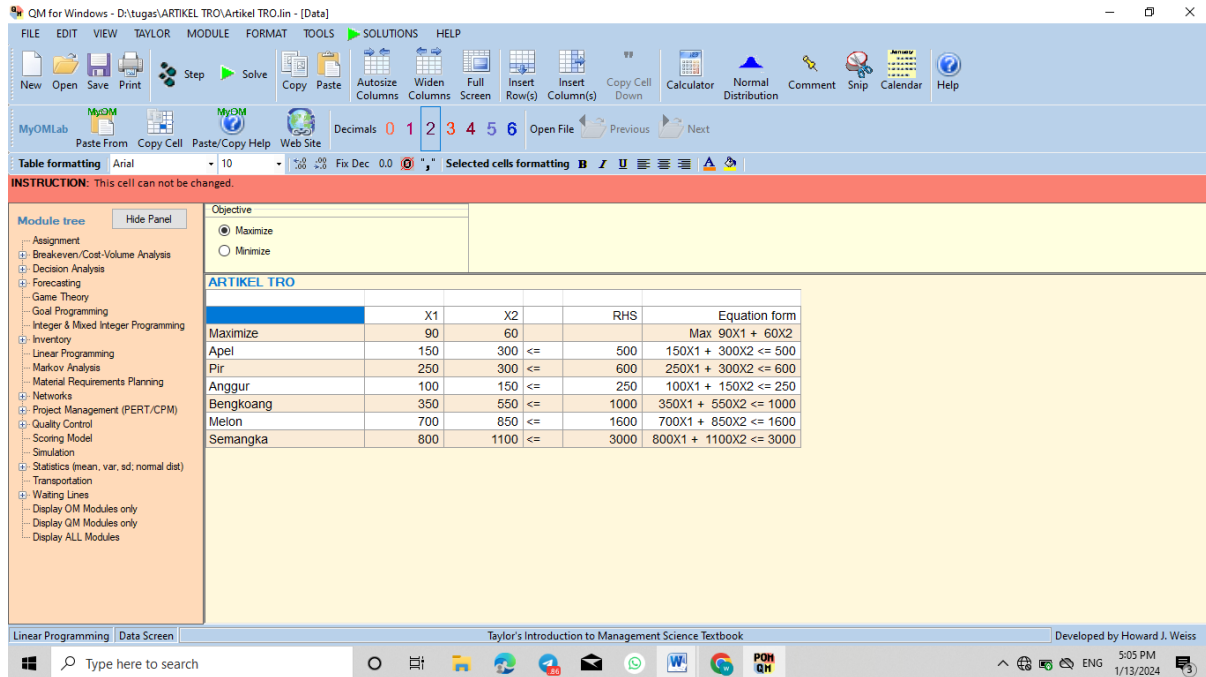 QM for Windows - D:\tugas\ARTIKEL TRO\Artikel TRO.lin - [Data]
FILE EDIT VIEW TAYLOR MODULE FORMAT TOOLS SOLUTIONS HELP
New Open Save Print Step Solve Copy Paste Autosize Columns Widen Columns Full Screen Insert Row(s) Insert Column(s) Copy Cell Down Calculator Normal Distribution Comment Snip Calendar Help
MyOMLab Paste From Copy Cell Paste/Copy Help Web Site Decimals 0 1 2 3 4 5 6 Open File Previous Next
Table formatting Arial 10 Fix Dec 0.0 Selected cells formatting B I U A
INSTRUCTION: This cell can not be changed.
Module tree Hide Panel
Assignment
Breakeven/Cost-Volume Analysis
Decision Analysis
Forecasting
Game Theory
Goal Programming
Integer & Mixed Integer Programming
Inventory
Linear Programming
Markov Analysis
Material Requirements Planning
Networks
Project Management (PERT/CPM)
Quality Control
Scoring Model
Simulation
Statistics (mean, var, sd; normal dist)
Transportation
Waiting Lines
Display OM Modules only
Display QM Modules only
Display ALL Modules
Objective
Maximize
Minimize
ARTIKEL TRO
X1 X2 RHS Equation form
Maximize 90 60 Max 90X1 + 60X2
Apel 150 300 <= 500 150X1 + 300X2 <= 500
Pir 250 300 <= 600 250X1 + 300X2 <= 600
Anggur 100 150 <= 250 100X1 + 150X2 <= 250
Bengkoang 350 550 <= 1000 350X1 + 550X2 <= 1000
Melon 700 850 <= 1600 700X1 + 850X2 <= 1600
Semangka 800 1100 <= 3000 800X1 + 1100X2 <= 3000
Linear Programming Data Screen Taylor's Introduction to Management Science Textbook Developed by Howard J. Weiss
Type here to search ENG 5:05 PM
1/13/2024